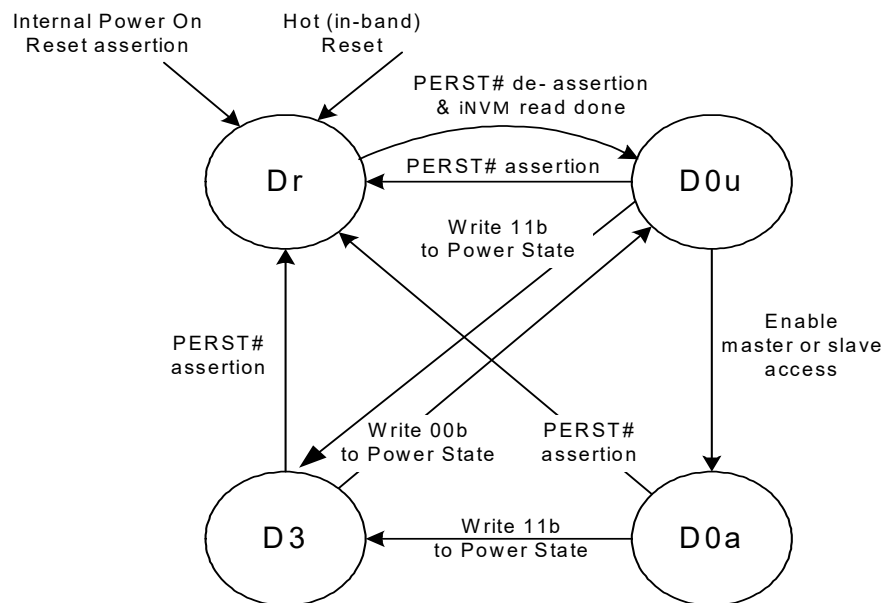 Internal Power On
Reset assertion
Hot (in-band)
Reset
PERST# de- assertion
& iNVM read done
Dr
PERST# assertion
D0u
Write 11b
to Power State
PERST#
assertion
Enable
master or slave
access
Write 00b
to Power State
PERST#
assertion
D3
Write 11b
to Power State
D0a